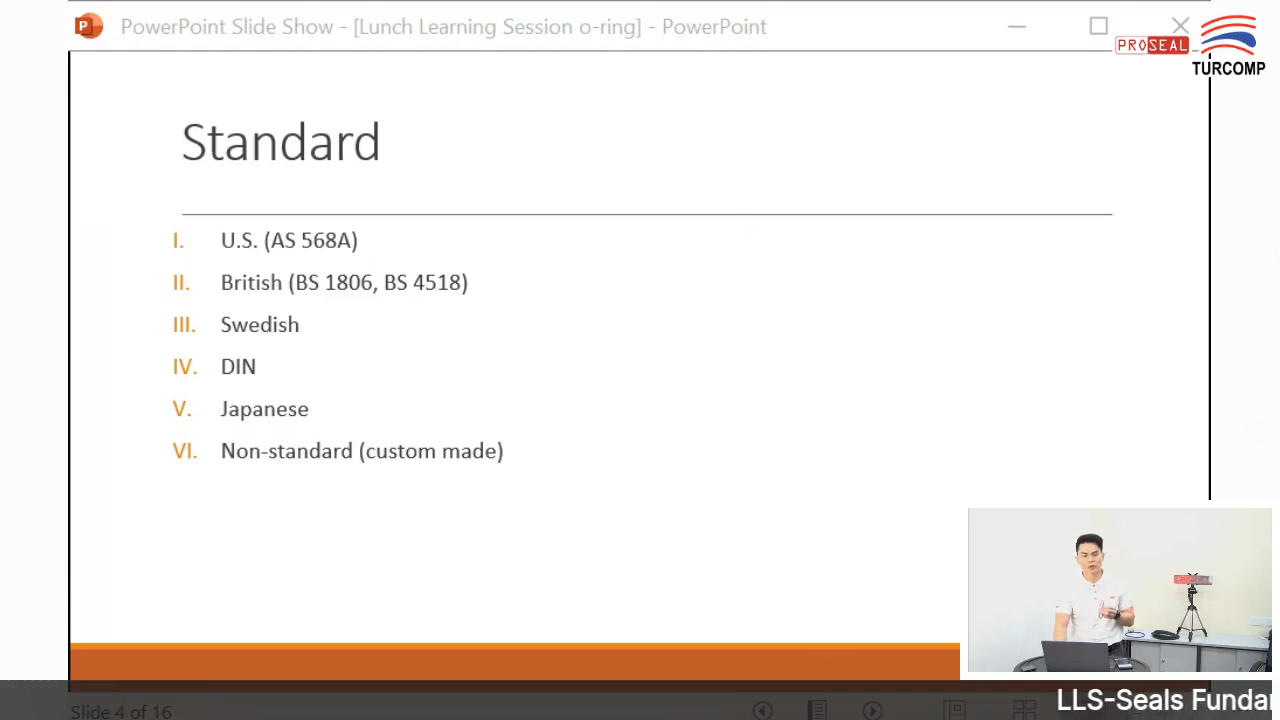 PowerPoint Slide Show - [Lunch Learning Session o-ring] - PowerPoint
PROSEAL
TURCOMP
Standard
I. U.S. (AS 568A)
II. British (BS 1806, BS 4518)
III. Swedish
IV. DIN
V. Japanese
VI. Non-standard (custom made)
LLS-Seals Fundar
Slide 4 of 16